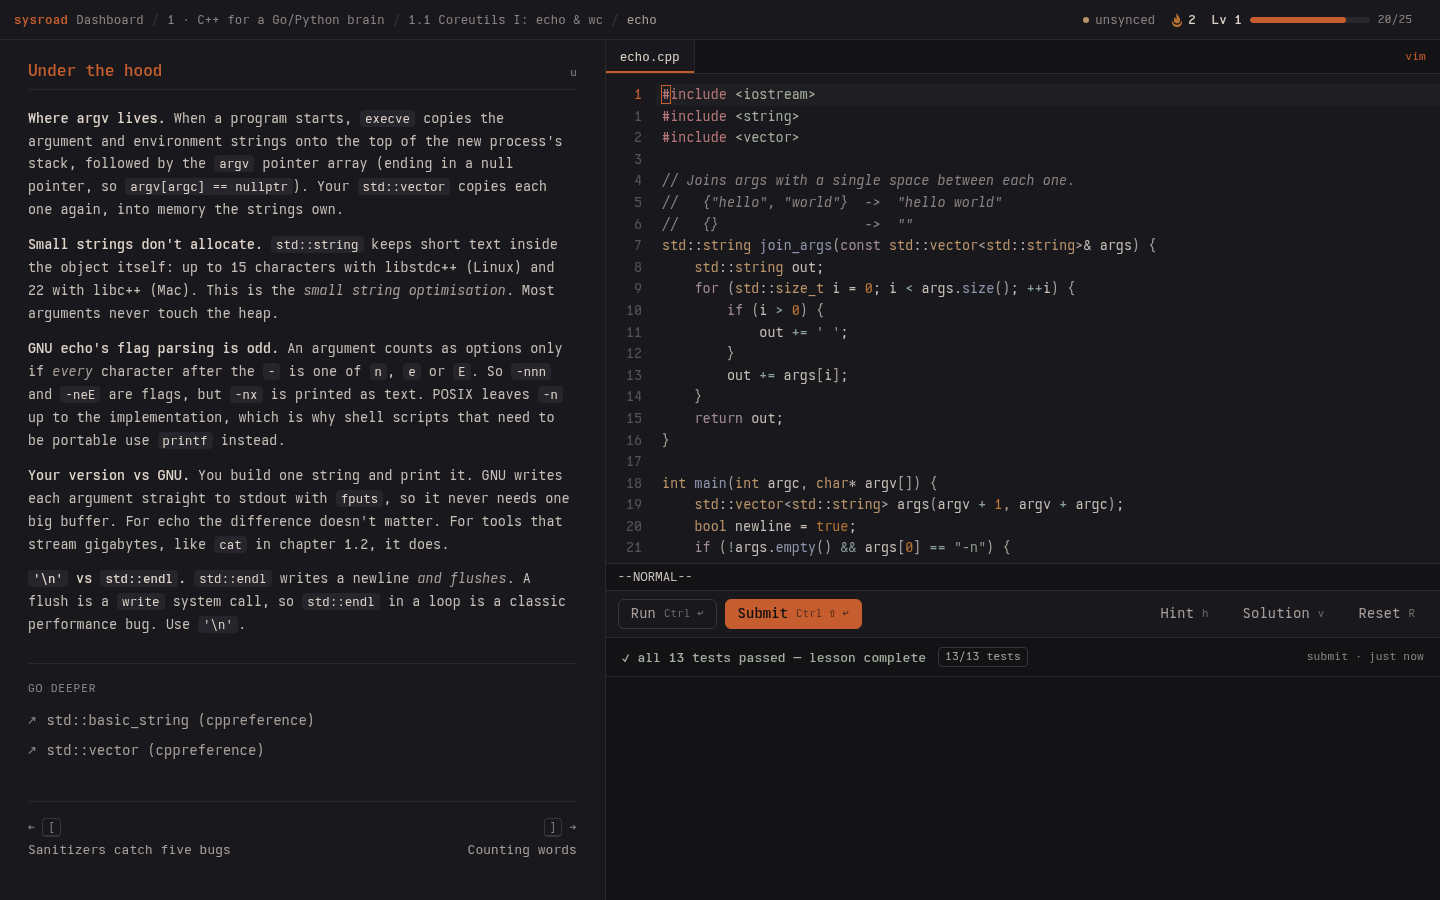 sysroad Dashboard / 1 · C++ for a Go/Python brain / 1.1 Coreutils I: echo & wc / echo
unsynced 2 Lv 1 20/25
Under the hood u
Where argv lives. When a program starts, execve copies the
argument and environment strings onto the top of the new process's
stack, followed by the argv pointer array (ending in a null
pointer, so argv[argc] == nullptr). Your std::vector copies each
one again, into memory the strings own.
Small strings don't allocate. std::string keeps short text inside
the object itself: up to 15 characters with libstdc++ (Linux) and
22 with libc++ (Mac). This is the small string optimisation. Most
arguments never touch the heap.
GNU echo's flag parsing is odd. An argument counts as options only
if every character after the - is one of n, e or E. So -nnn
and -neE are flags, but -nx is printed as text. POSIX leaves -n
up to the implementation, which is why shell scripts that need to
be portable use printf instead.
Your version vs GNU. You build one string and print it. GNU writes
each argument straight to stdout with fputs, so it never needs one
big buffer. For echo the difference doesn't matter. For tools that
stream gigabytes, like cat in chapter 1.2, it does.
'\n' vs std::endl. std::endl writes a newline and flushes. A
flush is a write system call, so std::endl in a loop is a classic
performance bug. Use '\n'.
GO DEEPER
↗ std::basic_string (cppreference)
↗ std::vector (cppreference)
← [ ] →
Sanitizers catch five bugs Counting words
echo.cpp vim
1 #include <iostream>
1 #include <string>
2 #include <vector>
3
4 // Joins args with a single space between each one.
5 //   {"hello", "world"}  ->  "hello world"
6 //   {}                  ->  ""
7 std::string join_args(const std::vector<std::string>& args) {
8     std::string out;
9     for (std::size_t i = 0; i < args.size(); ++i) {
10         if (i > 0) {
11             out += ' ';
12         }
13         out += args[i];
14     }
15     return out;
16 }
17
18 int main(int argc, char* argv[]) {
19     std::vector<std::string> args(argv + 1, argv + argc);
20     bool newline = true;
21     if (!args.empty() && args[0] == "-n") {
--NORMAL--
Run Ctrl ↵ Submit Ctrl ⇧ ↵ Hint h Solution v Reset R
✓ all 13 tests passed — lesson complete 13/13 tests submit · just now